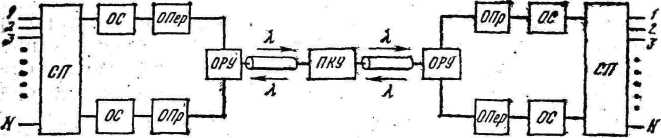 1 ОС ОПер λ λ ОПр ОС 1
2 2
3 3
СП ОРУ ПКУ ОРУ СП
λ λ
N ОС ОПр ОПер ОС N